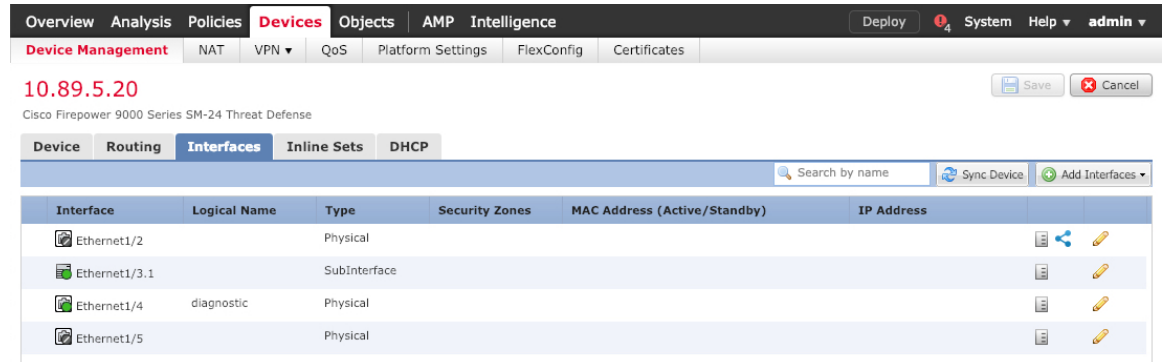 Overview Analysis Policies Devices Objects AMP Intelligence Deploy 4 System Help admin
Device Management NAT VPN QoS Platform Settings FlexConfig Certificates
10.89.5.20 Save Cancel
Cisco Firepower 9000 Series SM-24 Threat Defense
Device Routing Interfaces Inline Sets DHCP
Search by name Sync Device Add Interfaces
Interface Logical Name Type Security Zones MAC Address (Active/Standby) IP Address
Ethernet1/2 Physical
Ethernet1/3.1 SubInterface
Ethernet1/4 diagnostic Physical
Ethernet1/5 Physical